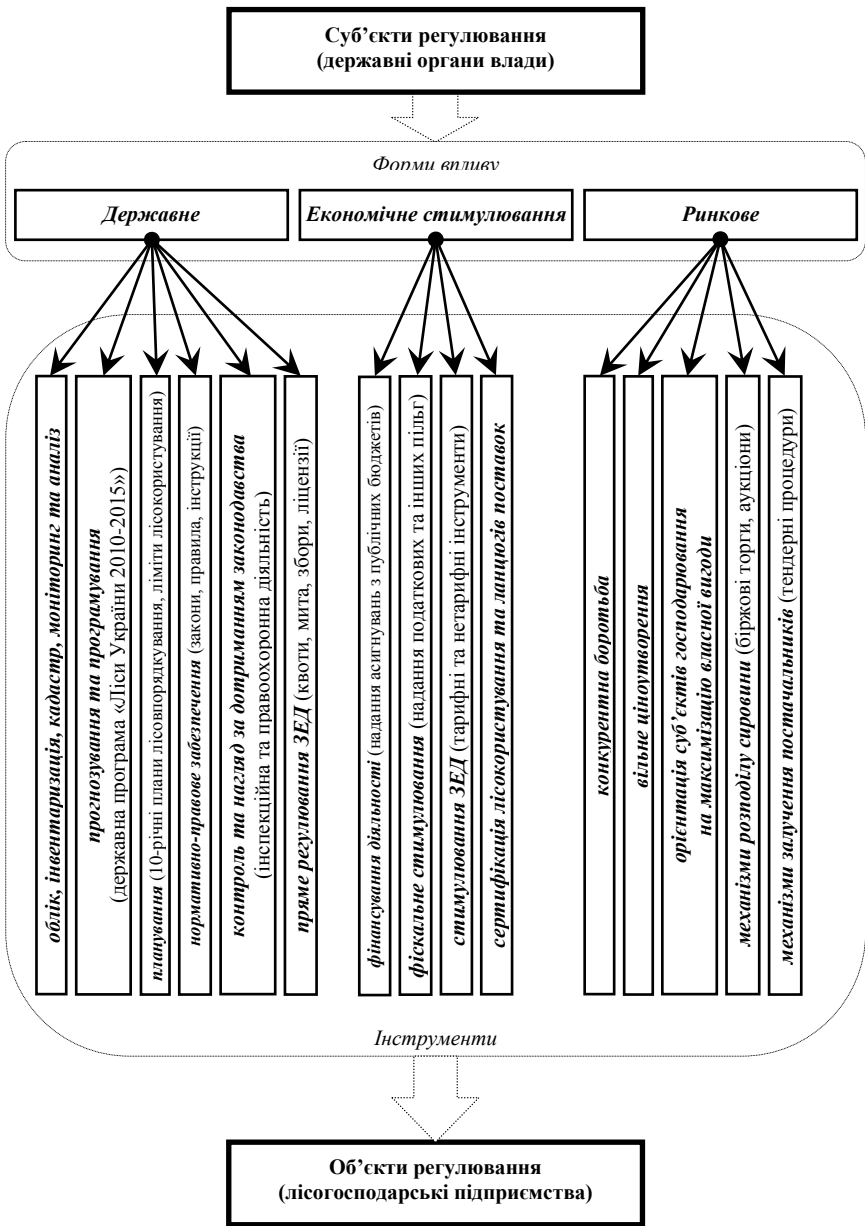 Суб’єкти регулювання
(державні органи влади)
Форми впливу
Державне
Економічне стимулювання
Ринкове
облік, інвентаризація, кадастр, моніторинг та аналіз
прогнозування та програмування
(державна програма «Ліси України 2010-2015»)
планування (10-річні плани лісовпорядкування, ліміти лісокористування)
нормативно-правове забезпечення (закони, правила, інструкції)
контроль та нагляд за дотриманням законодавства
(інспекційна та правоохоронна діяльність)
пряме регулювання ЗЕД (квоти, мита, збори, ліцензії)
фінансування діяльності (надання асигнувань з публічних бюджетів)
фіскальне стимулювання (надання податкових та інших пільг)
стимулювання ЗЕД (тарифні та нетарифні інструменти)
сертифікація лісокористування та ланцюгів поставок
конкурентна боротьба
вільне ціноутворення
орієнтація суб’єктів господарювання
на максимізацію власної вигоди
механізми розподілу сировини (біржові торги, аукціони)
механізми залучення постачальників (тендерні процедури)
Інструменти
Об’єкти регулювання
(лісогосподарські підприємства)